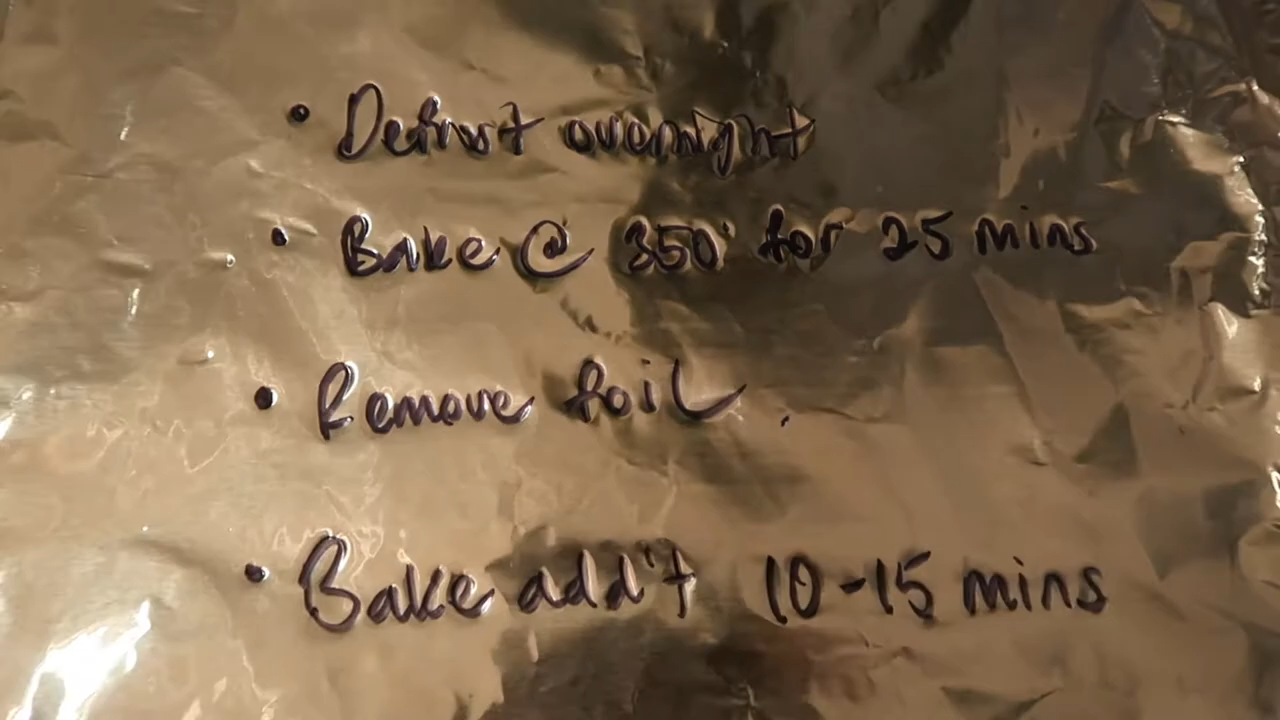 • Defrost overnight
• Bake @ 350° for 25 mins
• Remove foil.
• Bake add't 10-15 mins